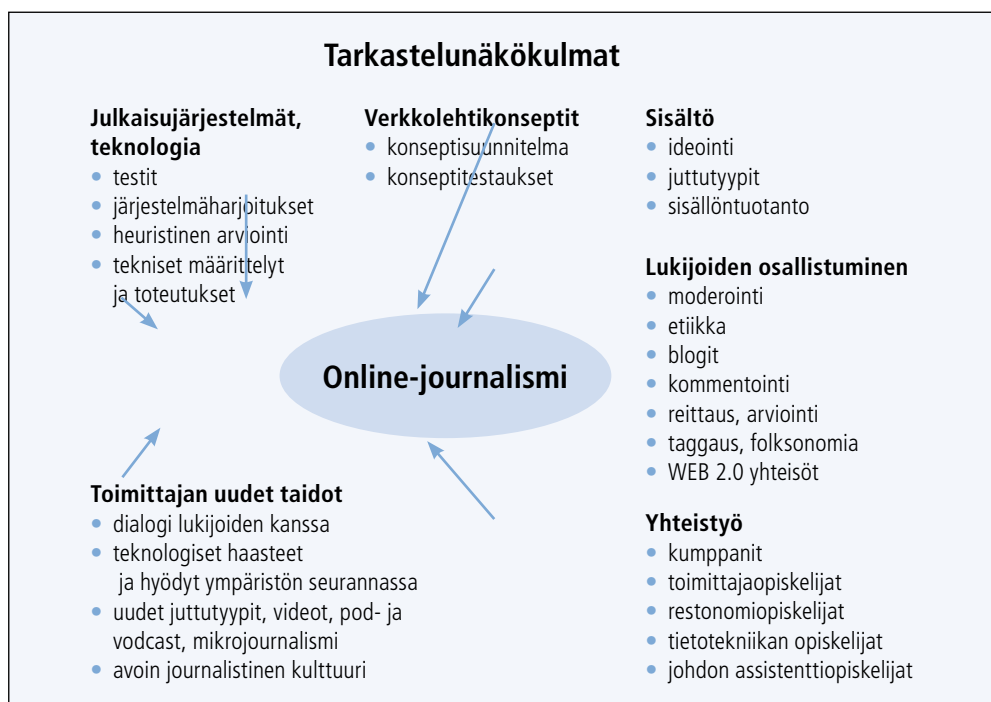 Tarkastelunäkökulmat
Julkaisujärjestelmät,
teknologia
• testit
• järjestelmäharjoitukset
• heuristinen arviointi
• tekniset määrittelyt
ja toteutukset
Verkkolehtikonseptit
• konseptisuunnitelma
• konseptitestaukset
Sisältö
• ideointi
• juttutyypit
• sisällöntuotanto
Lukijoiden osallistuminen
• moderointi
• etiikka
• blogit
• kommentointi
• reittaus, arviointi
• taggaus, folksonomia
• WEB 2.0 yhteisöt
Online-journalismi
Toimittajan uudet taidot
• dialogi lukijoiden kanssa
• teknologiset haasteet
ja hyödyt ympäristön seurannassa
• uudet juttutyypit, videot, pod- ja
vodcast, mikrojournalismi
• avoin journalistinen kulttuuri
Yhteistyö
• kumppanit
• toimittajaopiskelijat
• restonomiopiskelijat
• tietotekniikan opiskelijat
• johdon assistenttiopiskelijat